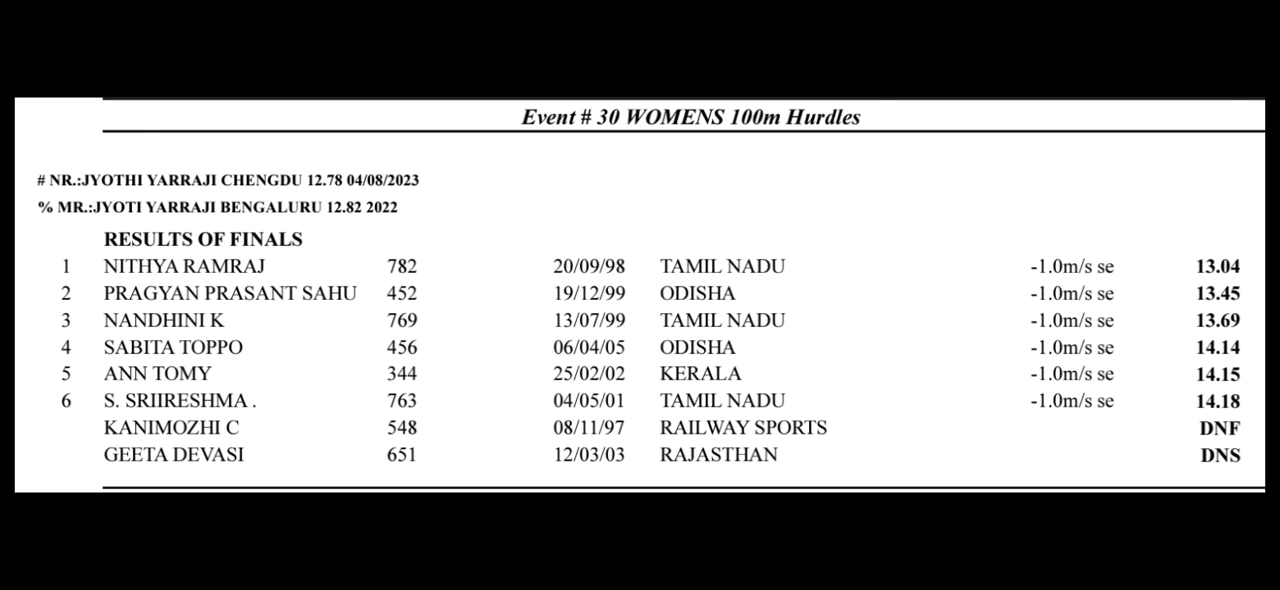 Event # 30 WOMENS 100m Hurdles
# NR.:JYOTHI YARRAJI CHENGDU 12.78 04/08/2023
% MR.:JYOTI YARRAJI BENGALURU 12.82 2022
RESULTS OF FINALS
1 NITHYA RAMRAJ 782 20/09/98 TAMIL NADU -1.0m/s se 13.04
2 PRAGYAN PRASANT SAHU 452 19/12/99 ODISHA -1.0m/s se 13.45
3 NANDHINI K 769 13/07/99 TAMIL NADU -1.0m/s se 13.69
4 SABITA TOPPO 456 06/04/05 ODISHA -1.0m/s se 14.14
5 ANN TOMY 344 25/02/02 KERALA -1.0m/s se 14.15
6 S. SRIIRESHMA . 763 04/05/01 TAMIL NADU -1.0m/s se 14.18
KANIMOZHI C 548 08/11/97 RAILWAY SPORTS DNF
GEETA DEVASI 651 12/03/03 RAJASTHAN DNS